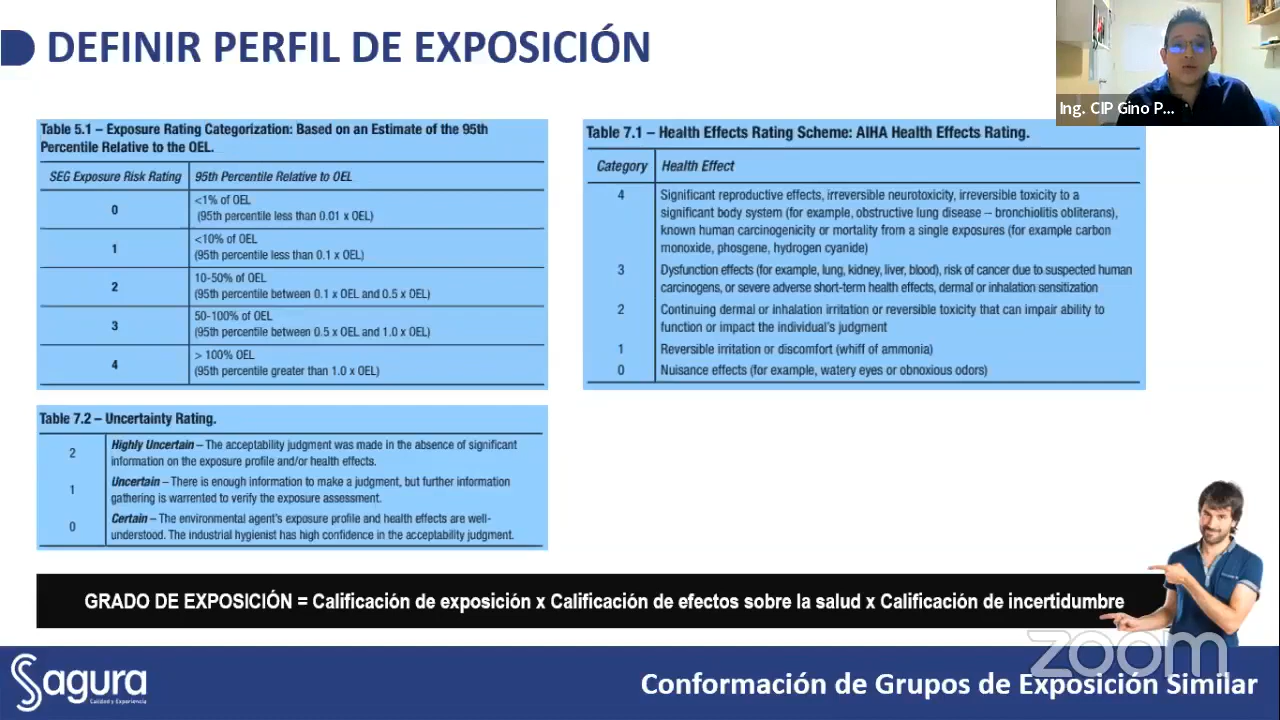 DEFINIR PERFIL DE EXPOSICIÓN
Ing. CIP Gino P...
Table 5.1 – Exposure Rating Categorization: Based on an Estimate of the 95th
Percentile Relative to the OEL.
SEG Exposure Risk Rating 95th Percentile Relative to OEL
0
<1% of OEL
(95th percentile less than 0.01 x OEL)
1
<10% of OEL
(95th percentile less than 0.1 x OEL)
2
10-50% of OEL
(95th percentile between 0.1 x OEL and 0.5 x OEL)
3
50-100% of OEL
(95th percentile between 0.5 x OEL and 1.0 x OEL)
4
> 100% OEL
(95th percentile greater than 1.0 x OEL)
Table 7.1 – Health Effects Rating Scheme: AIHA Health Effects Rating.
Category Health Effect
4 Significant reproductive effects, irreversible neurotoxicity, irreversible toxicity to a
significant body system (for example, obstructive lung disease – bronchiolitis obliterans),
known human carcinogenicity or mortality from a single exposures (for example carbon
monoxide, phosgene, hydrogen cyanide)
3 Dysfunction effects (for example, lung, kidney, liver, blood), risk of cancer due to suspected human
carcinogens, or severe adverse short-term health effects, dermal or inhalation sensitization
2 Continuing dermal or inhalation irritation or reversible toxicity that can impair ability to
function or impact the individual's judgment
1 Reversible irritation or discomfort (whiff of ammonia)
0 Nuisance effects (for example, watery eyes or obnoxious odors)
Table 7.2 – Uncertainty Rating.
2 Highly Uncertain – The acceptability judgment was made in the absence of significant
information on the exposure profile and/or health effects.
1 Uncertain – There is enough information to make a judgment, but further information
gathering is warrented to verify the exposure assessment.
0 Certain – The environmental agent's exposure profile and health effects are well-
understood. The industrial hygienist has high confidence in the acceptability judgment.
GRADO DE EXPOSICIÓN = Calificación de exposición x Calificación de efectos sobre la salud x Calificación de incertidumbre
zoom
Sagura
Calidad y Experiencia
Conformación de Grupos de Exposición Similar